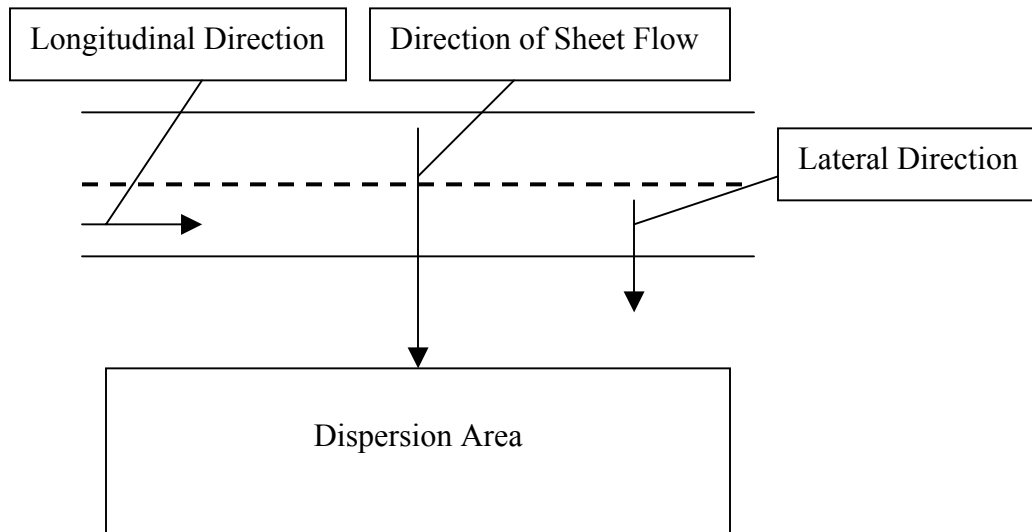 Longitudinal Direction
Direction of Sheet Flow
Lateral Direction
Dispersion Area